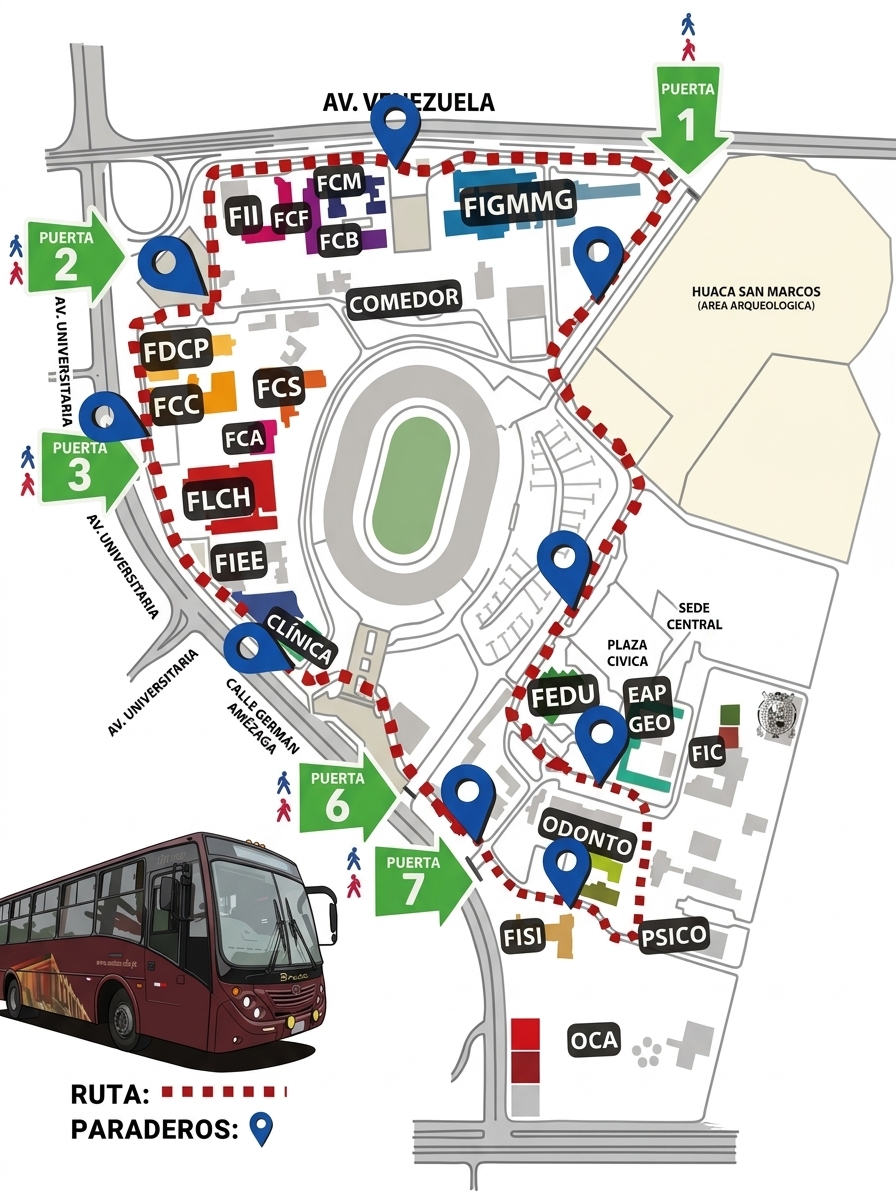 AV. VENEZUELA
PUERTA
1
FCM
FII
FCF
FIGMMG
FCB
PUERTA
2
COMEDOR
HUACA SAN MARCOS
(AREA ARQUEOLOGICA)
AV. UNIVERSITARIA
FDCP
FCC
FCS
FCA
PUERTA
3
FLCH
AV. UNIVERSITARIA
FIEE
CLÍNICA
SEDE
CENTRAL
PLAZA
CIVICA
AV. UNIVERSITARIA
CALLE GERMÁN
AMÉZAGA
FEDU
EAP
GEO
FIC
PUERTA
6
ODONTO
PUERTA
7
FISI
PSICO
OCA
RUTA:
PARADEROS: